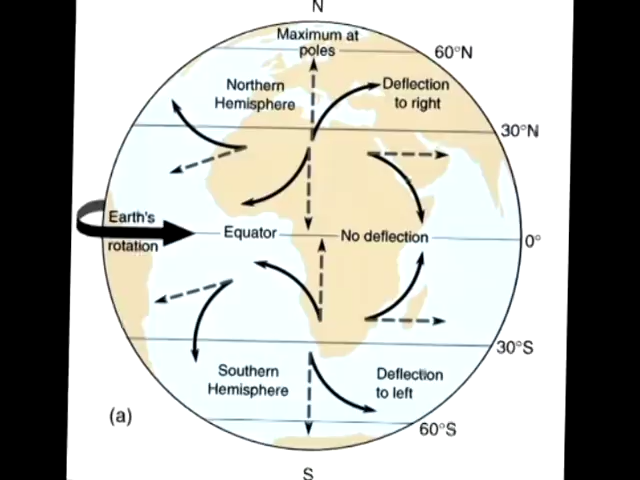 N
Maximum at
poles
60°N
Northern
Hemisphere
Deflection
to right
30°N
Earth's
rotation
Equator
No deflection
0°
30°S
Southern
Hemisphere
Deflection
to left
(a)
60°S
S